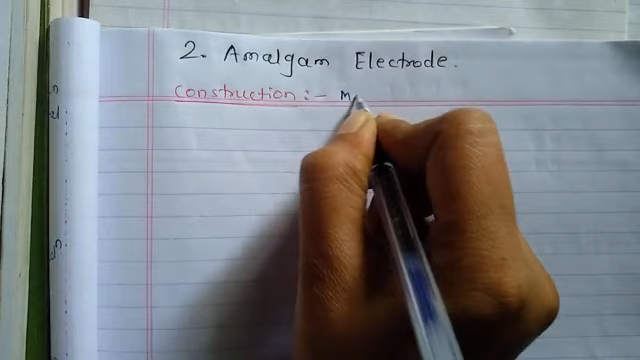 2. Amalgam Electrode.
Construction :- M